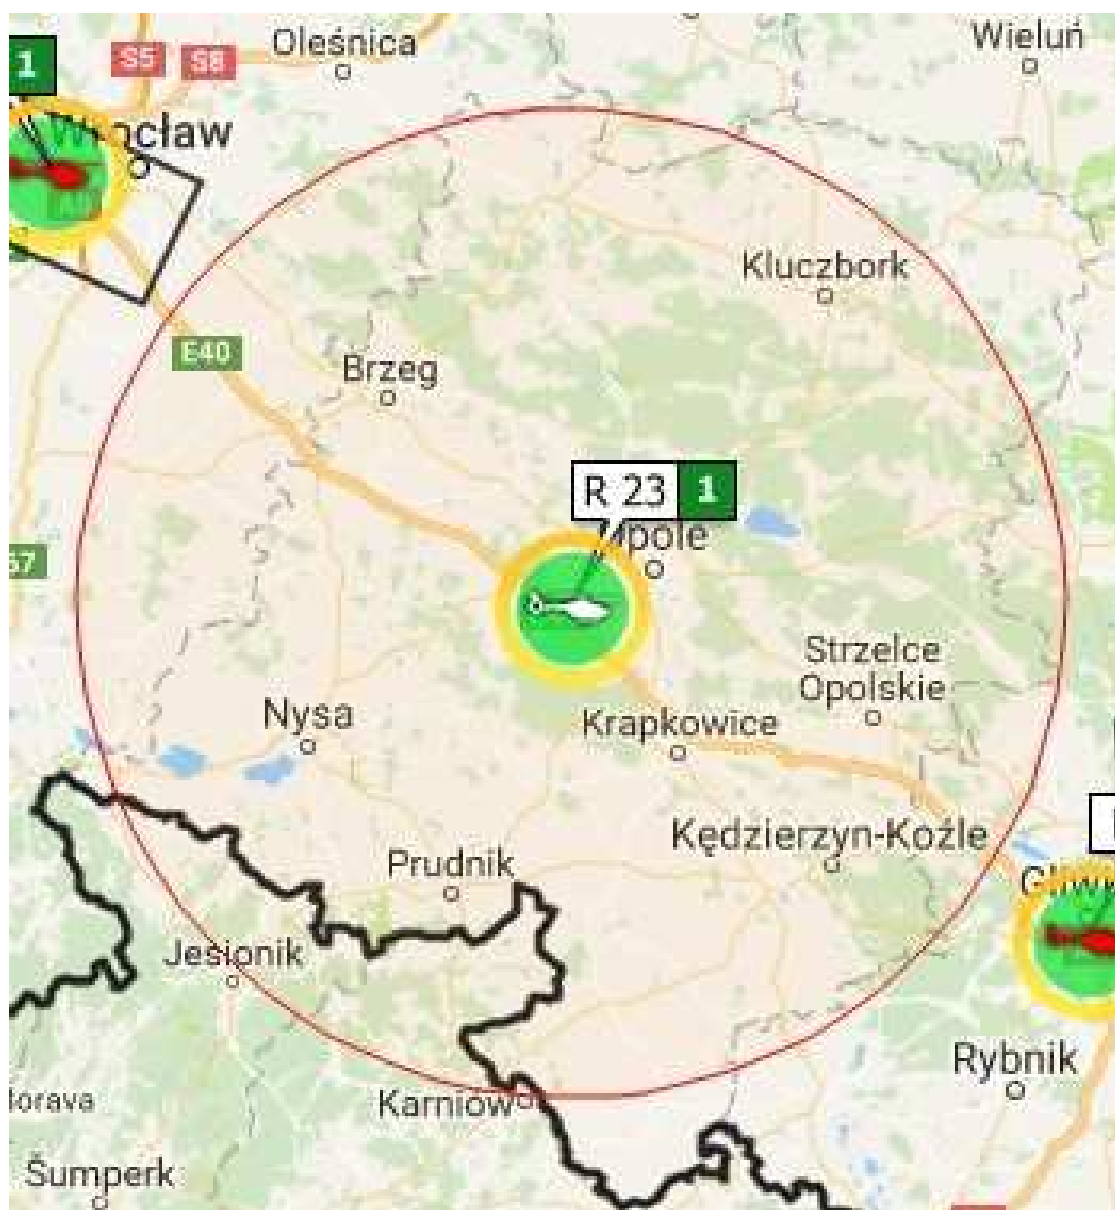 Oleśnica
Wieluń
1
S5
S8
Wrocław
Kluczbork
E40
Brzeg
R 23
1
Opole
67
Strzelce
Opolskie
Nysa
Krapkowice
Kędzierzyn-Koźle
Prudnik
Jesionik
Rybnik
Karniów
Šumperk